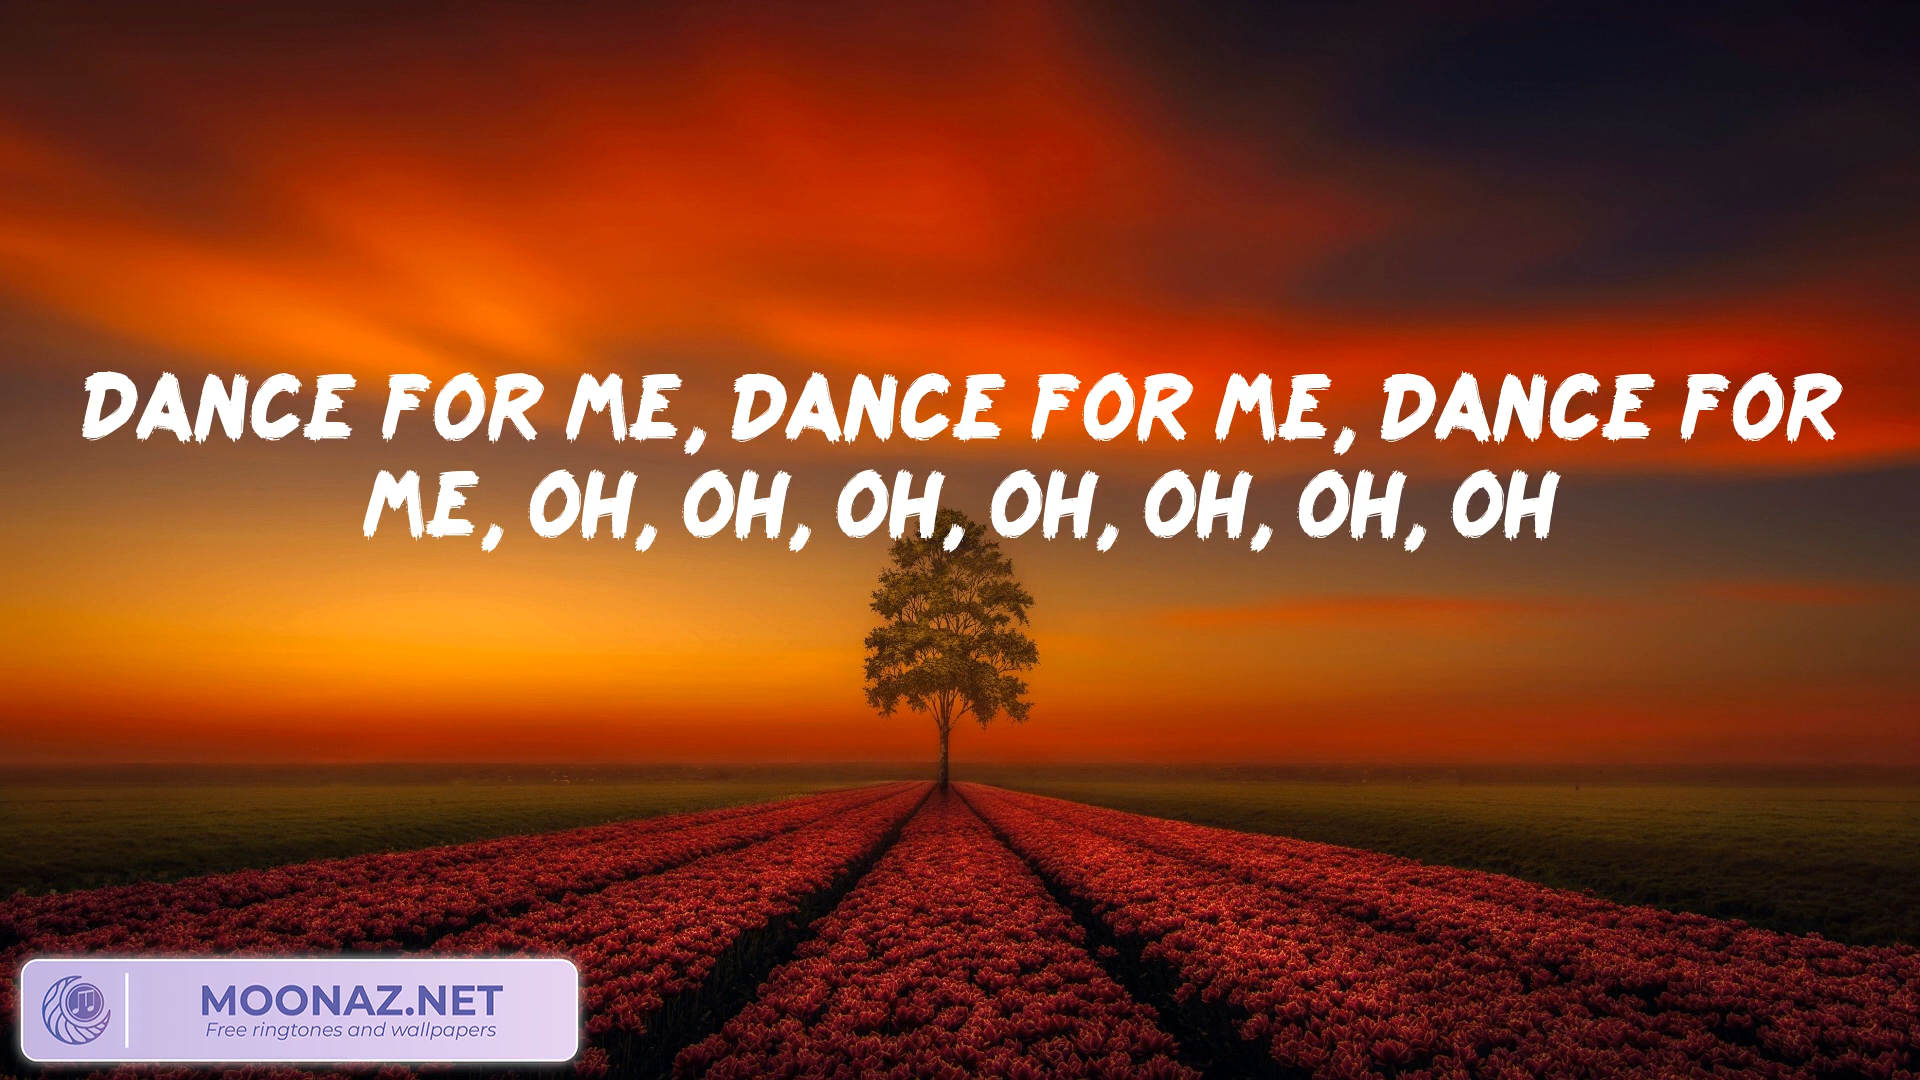 DANCE FOR ME, DANCE FOR ME, DANCE FOR
ME, OH, OH, OH, OH, OH, OH, OH
MOONAZ.NET
Free ringtones and wallpapers